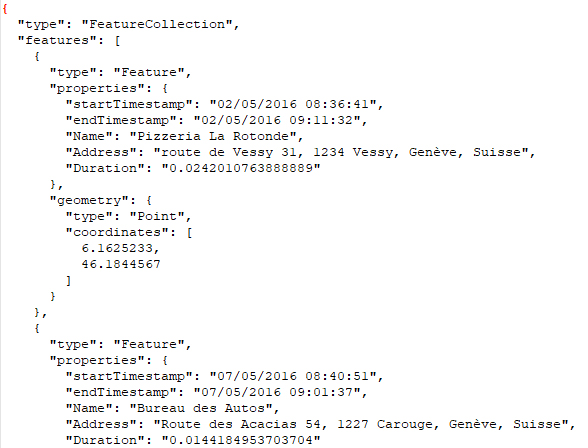 {
  "type": "FeatureCollection",
  "features": [
    {
      "type": "Feature",
      "properties": {
        "startTimestamp": "02/05/2016 08:36:41",
        "endTimestamp": "02/05/2016 09:11:32",
        "Name": "Pizzeria La Rotonde",
        "Address": "route de Vessy 31, 1234 Vessy, Genève, Suisse",
        "Duration": "0.0242010763888889"
      },
      "geometry": {
        "type": "Point",
        "coordinates": [
          6.1625233,
          46.1844567
        ]
      }
    },
    {
      "type": "Feature",
      "properties": {
        "startTimestamp": "07/05/2016 08:40:51",
        "endTimestamp": "07/05/2016 09:01:37",
        "Name": "Bureau des Autos",
        "Address": "Route des Acacias 54, 1227 Carouge, Genève, Suisse",
        "Duration": "0.0144184953703704"